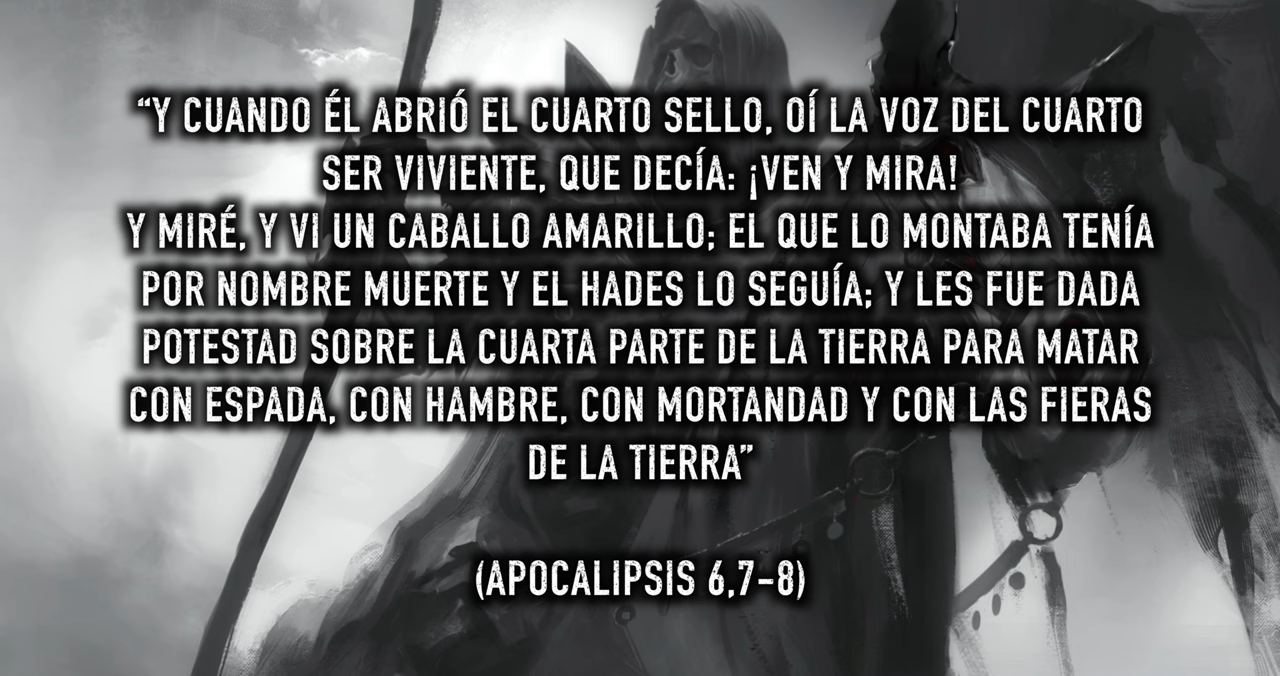 “Y CUANDO ÉL ABRIÓ EL CUARTO SELLO, OÍ LA VOZ DEL CUARTO
SER VIVIENTE, QUE DECÍA: ¡VEN Y MIRA!
Y MIRÉ, Y VI UN CABALLO AMARILLO; EL QUE LO MONTABA TENÍA
POR NOMBRE MUERTE Y EL HADES LO SEGUÍA; Y LES FUE DADA
POTESTAD SOBRE LA CUARTA PARTE DE LA TIERRA PARA MATAR
CON ESPADA, CON HAMBRE, CON MORTANDAD Y CON LAS FIERAS
DE LA TIERRA”
(APOCALIPSIS 6,7-8)